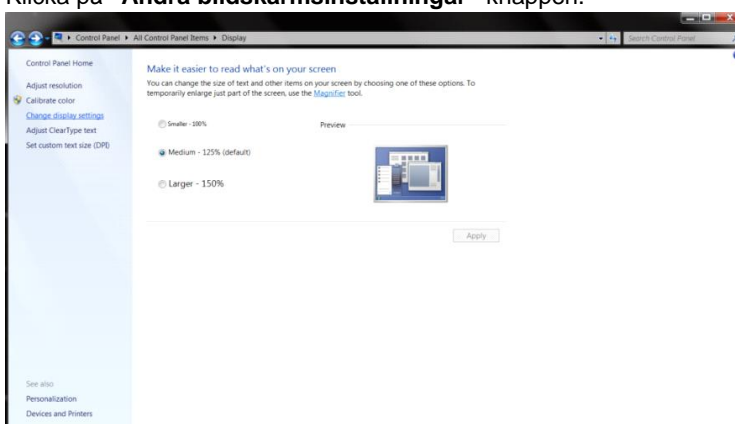 Klicka på "Ändra bildskärmsinställningar" -knappen.
Control Panel ▸ All Control Panel Items ▸ Display
Search Control Panel
Control Panel Home
Adjust resolution
Calibrate color
Change display settings
Adjust ClearType text
Set custom text size (DPI)
Make it easier to read what's on your screen
You can change the size of text and other items on your screen by choosing one of these options. To
temporarily enlarge just part of the screen, use the Magnifier tool.
Smaller - 100%
Preview
Medium - 125% (default)
Larger - 150%
Apply
See also
Personalization
Devices and Printers